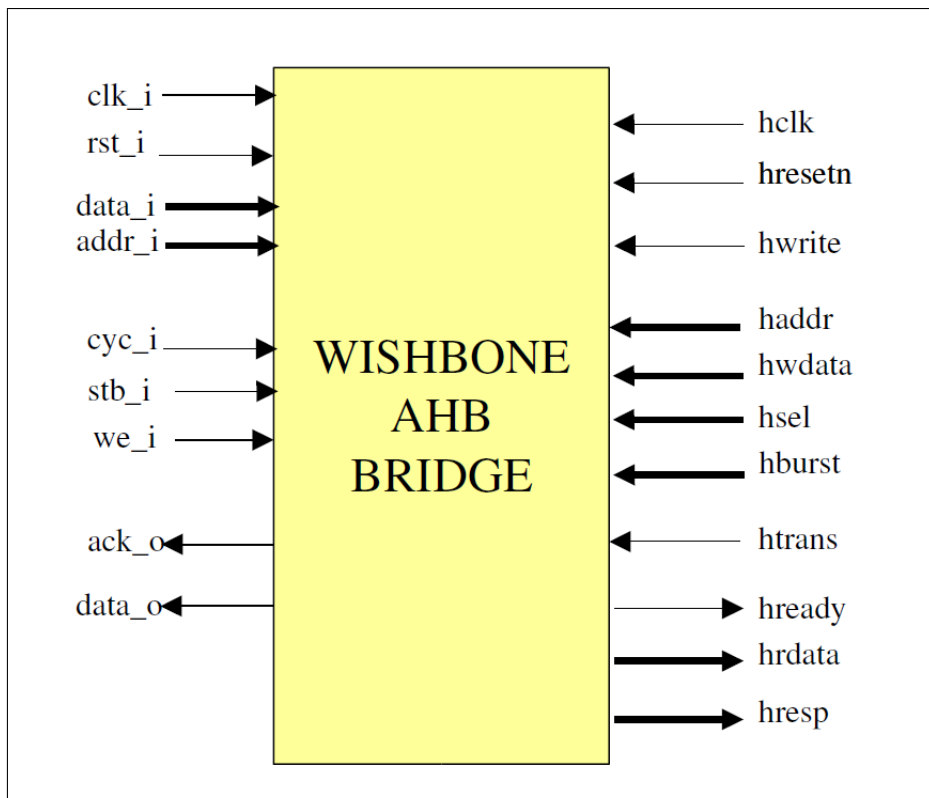 clk_i
rst_i
data_i
addr_i
cyc_i
stb_i
we_i
ack_o
data_o
WISHBONE
AHB
BRIDGE
hclk
hresetn
hwrite
haddr
hwdata
hsel
hburst
htrans
hready
hrdata
hresp